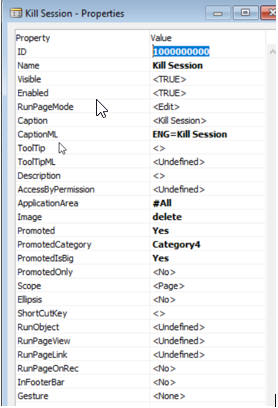 Kill Session - Properties
Property Value
ID 1000000000
Name Kill Session
Visible <TRUE>
Enabled <TRUE>
RunPageMode <Edit>
Caption <Kill Session>
CaptionML ENG=Kill Session
ToolTip <>
ToolTipML <Undefined>
Description <>
AccessByPermission <Undefined>
ApplicationArea #All
Image delete
Promoted Yes
PromotedCategory Category4
PromotedIsBig Yes
PromotedOnly <No>
Scope <Page>
Ellipsis <No>
ShortCutKey <>
RunObject <Undefined>
RunPageView <Undefined>
RunPageLink <Undefined>
RunPageOnRec <No>
InFooterBar <No>
Gesture <None>